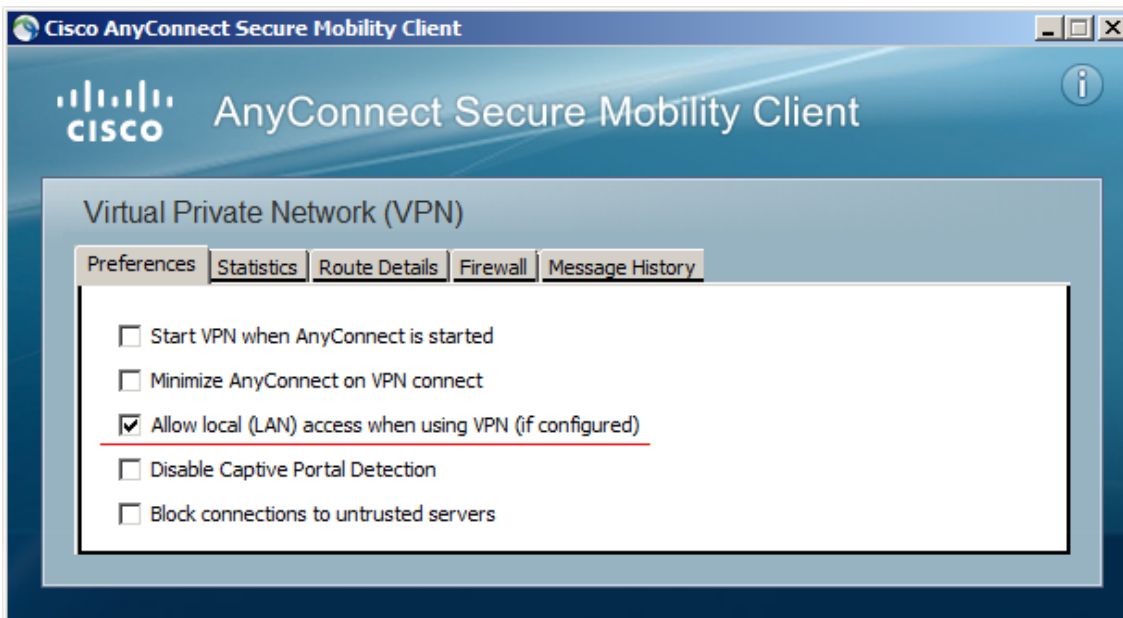 Cisco AnyConnect Secure Mobility Client
CISCO
AnyConnect Secure Mobility Client
i
Virtual Private Network (VPN)
Preferences Statistics Route Details Firewall Message History
Start VPN when AnyConnect is started
Minimize AnyConnect on VPN connect
Allow local (LAN) access when using VPN (if configured)
Disable Captive Portal Detection
Block connections to untrusted servers